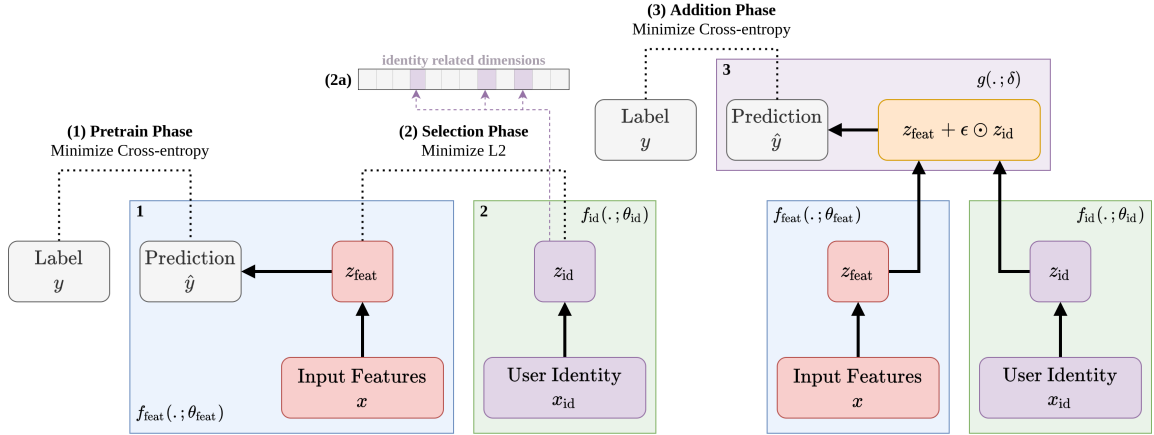 (3) Addition Phase
Minimize Cross-entropy
identity related dimensions
(2a)
3
g(.;δ)
Label
y
Prediction
ŷ
z_feat + ϵ ⊙ z_id
(1) Pretrain Phase
Minimize Cross-entropy
(2) Selection Phase
Minimize L2
1
2
f_id(.;θ_id)
f_feat(.;θ_feat)
f_id(.;θ_id)
Label
y
Prediction
ŷ
z_feat
z_id
z_feat
z_id
Input Features
x
User Identity
x_id
Input Features
x
User Identity
x_id
f_feat(.;θ_feat)